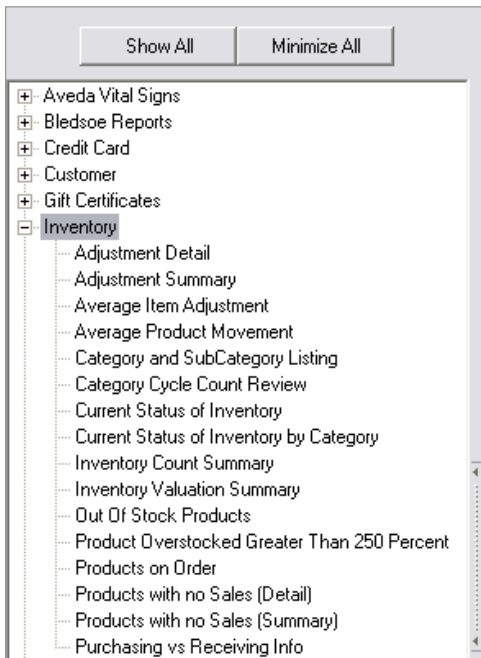 Show All Minimize All
Aveda Vital Signs
Bledsoe Reports
Credit Card
Customer
Gift Certificates
Inventory
Adjustment Detail
Adjustment Summary
Average Item Adjustment
Average Product Movement
Category and SubCategory Listing
Category Cycle Count Review
Current Status of Inventory
Current Status of Inventory by Category
Inventory Count Summary
Inventory Valuation Summary
Out Of Stock Products
Product Overstocked Greater Than 250 Percent
Products on Order
Products with no Sales (Detail)
Products with no Sales (Summary)
Purchasing vs Receiving Info